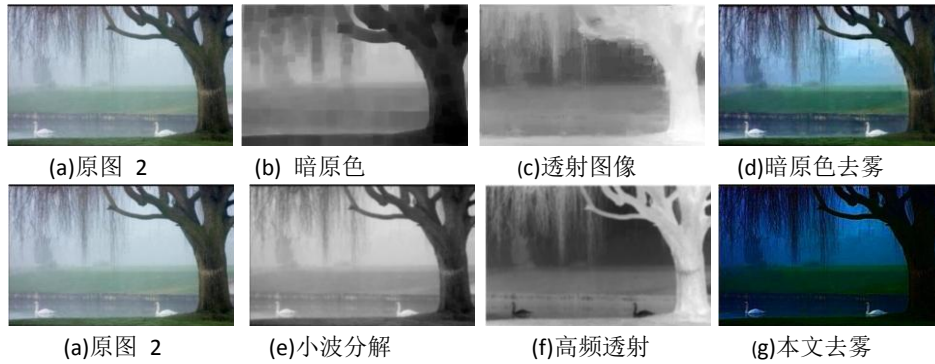 (a)原图 2 (b) 暗原色 (c)透射图像 (d)暗原色去雾
(a)原图 2 (e)小波分解 (f)高频透射 (g)本文去雾